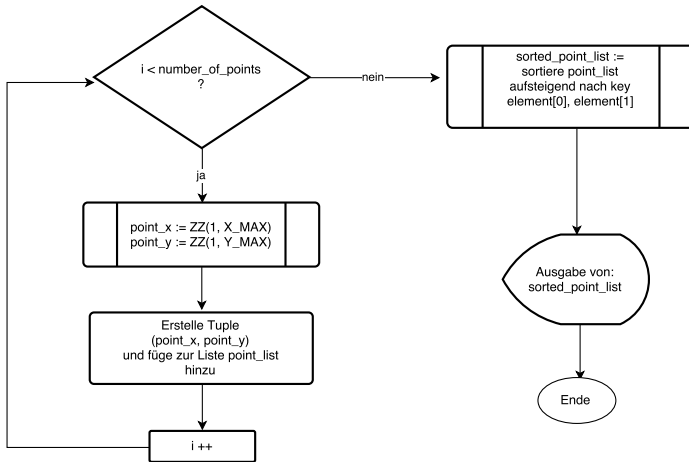 i < number_of_points
?
nein
ja
point_x := ZZ(1, X_MAX)
point_y := ZZ(1, Y_MAX)
Erstelle Tuple
(point_x, point_y)
und füge zur Liste point_list
hinzu
i ++
sorted_point_list :=
sortiere point_list
aufsteigend nach key
element[0], element[1]
Ausgabe von:
sorted_point_list
Ende